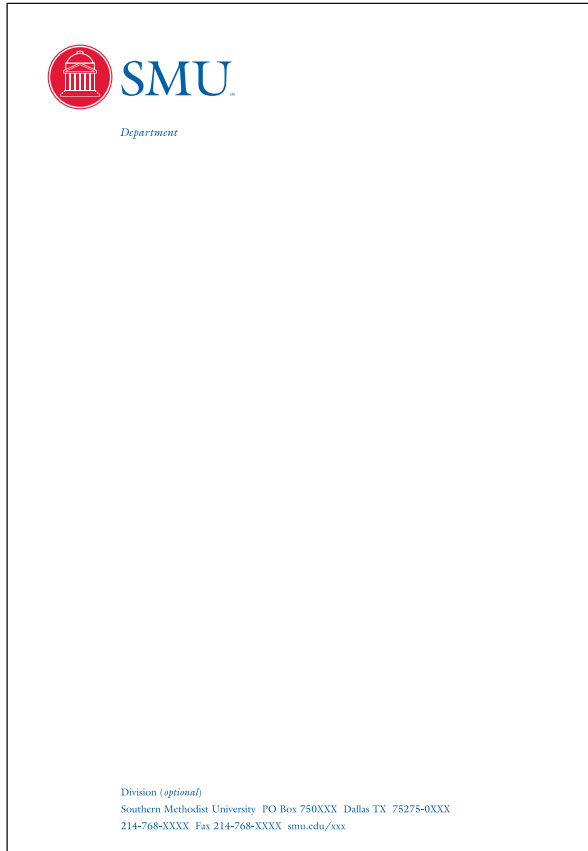 SMU
Department
Division (optional)
Southern Methodist University PO Box 750XXX Dallas TX 75275-0XXX
214-768-XXXX Fax 214-768-XXXX smu.edu/xxx